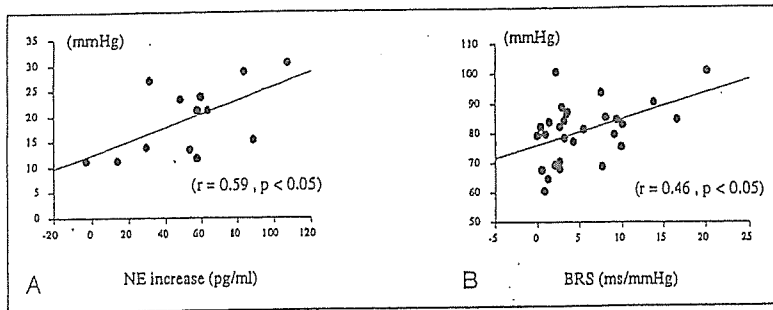 (mmHg)
35
30
25
20
15
10
5
0
-20 0 20 40 60 80 100 120
(r = 0.59 , p < 0.05)
A NE increase (pg/ml)
(mmHg)
110
100
90
80
70
60
50
-5 0 5 10 15 20 25
(r = 0.46 , p < 0.05)
B BRS (ms/mmHg)